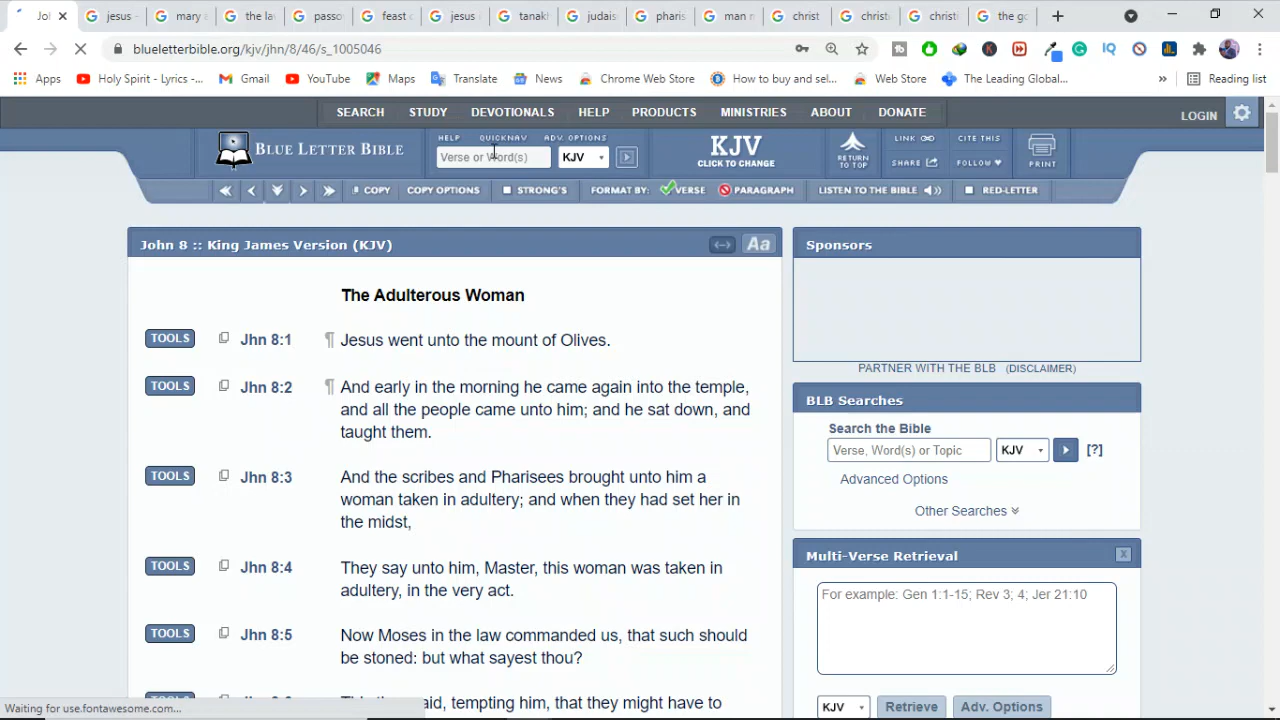 Jol
jesus -
mary a
the la
passo
feast o
jesus i
tanak
judais
pharis
man n
christ
christ
christ
the go
blueletterbible.org/kjv/jhn/8/46/s_1005046
Apps
Holy Spirit - Lyrics -...
Gmail
YouTube
Maps
Translate
News
Chrome Web Store
How to buy and sel...
Web Store
The Leading Global...
»
Reading list
SEARCH
STUDY
DEVOTIONALS
HELP
PRODUCTS
MINISTRIES
ABOUT
DONATE
LOGIN
BLUE LETTER BIBLE
HELP
QUICKNAV
ADV. OPTIONS
Verse or Word(s)
KJV
KJV
CLICK TO CHANGE
RETURN
TO TOP
LINK
CITE THIS
SHARE
FOLLOW
PRINT
COPY
COPY OPTIONS
STRONG'S
FORMAT BY:
VERSE
PARAGRAPH
LISTEN TO THE BIBLE
RED-LETTER
John 8 :: King James Version (KJV)
Aa
The Adulterous Woman
TOOLS Jhn 8:1 ¶ Jesus went unto the mount of Olives.
TOOLS Jhn 8:2 ¶ And early in the morning he came again into the temple,
and all the people came unto him; and he sat down, and
taught them.
TOOLS Jhn 8:3 And the scribes and Pharisees brought unto him a
woman taken in adultery; and when they had set her in
the midst,
TOOLS Jhn 8:4 They say unto him, Master, this woman was taken in
adultery, in the very act.
TOOLS Jhn 8:5 Now Moses in the law commanded us, that such should
be stoned: but what sayest thou?
said, tempting him, that they might have to
Sponsors
PARTNER WITH THE BLB (DISCLAIMER)
BLB Searches
Search the Bible
Verse, Word(s) or Topic
KJV
[?]
Advanced Options
Other Searches
Multi-Verse Retrieval
X
For example: Gen 1:1-15; Rev 3; 4; Jer 21:10
KJV
Retrieve
Adv. Options
Waiting for use.fontawesome.com...